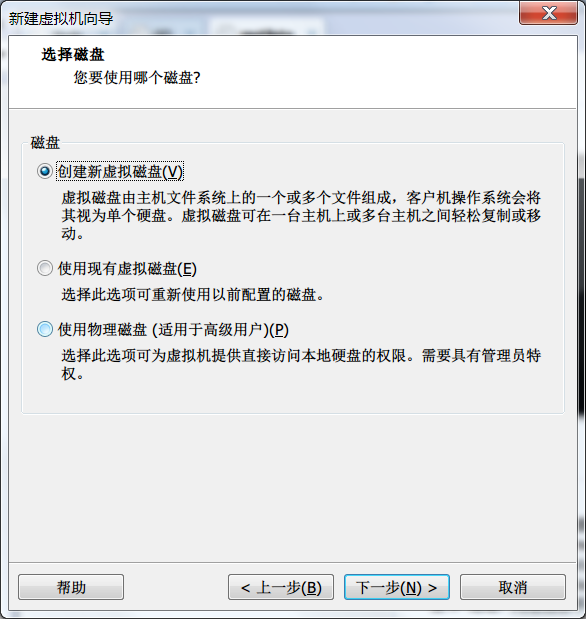 新建虚拟机向导
选择磁盘
您要使用哪个磁盘?
磁盘
创建新虚拟磁盘(V)
虚拟磁盘由主机文件系统上的一个或多个文件组成，客户机操作系统会将
其视为单个硬盘。虚拟磁盘可在一台主机上或多台主机之间轻松复制或移
动。
使用现有虚拟磁盘(E)
选择此选项可重新使用以前配置的磁盘。
使用物理磁盘 (适用于高级用户)(P)
选择此选项可为虚拟机提供直接访问本地硬盘的权限。需要具有管理员特
权。
帮助
< 上一步(B)
下一步(N) >
取消